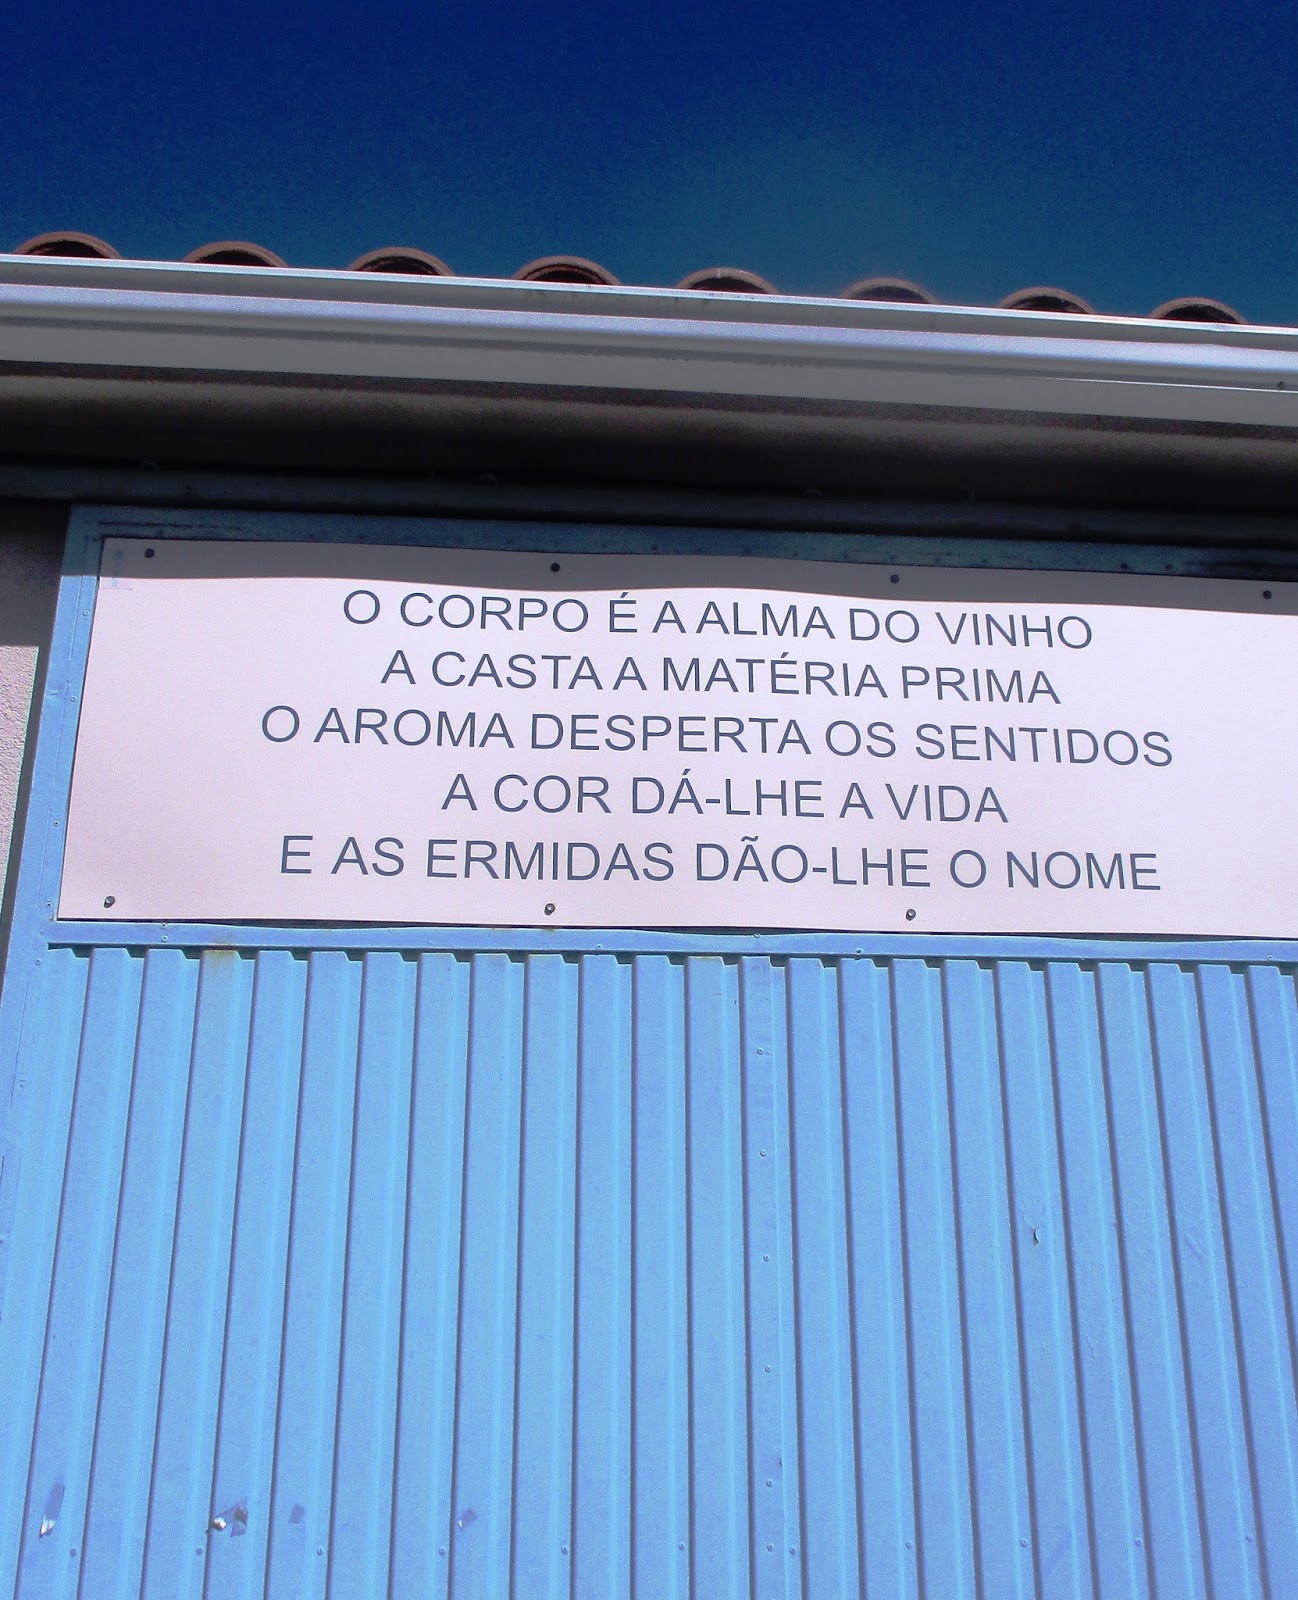 O CORPO É A ALMA DO VINHO
A CASTA A MATÉRIA PRIMA
O AROMA DESPERTA OS SENTIDOS
A COR DÁ-LHE A VIDA
E AS ERMIDAS DÃO-LHE O NOME